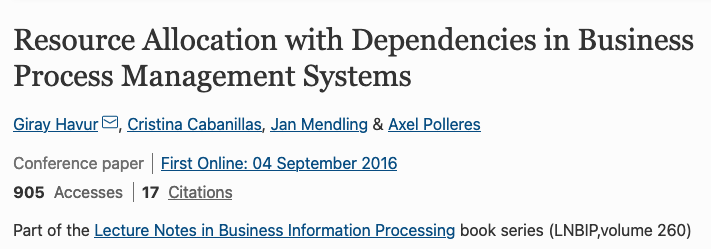 Resource Allocation with Dependencies in Business
Process Management Systems
Giray Havur, Cristina Cabanillas, Jan Mendling & Axel Polleres
Conference paper | First Online: 04 September 2016
905 Accesses | 17 Citations
Part of the Lecture Notes in Business Information Processing book series (LNBIP,volume 260)